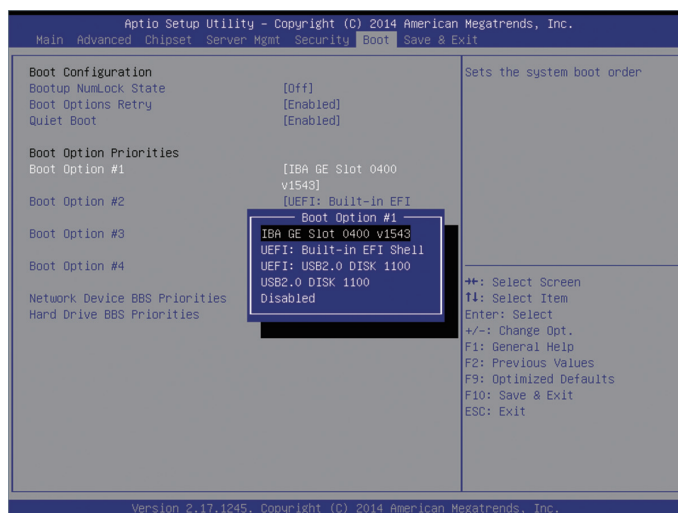 Aptio Setup Utility – Copyright (C) 2014 American Megatrends, Inc.
Main Advanced Chipset Server Mgmt Security Boot Save & Exit
Boot Configuration
Bootup NumLock State [Off]
Boot Options Retry [Enabled]
Quiet Boot [Enabled]
Boot Option Priorities
Boot Option #1 [IBA GE Slot 0400
v1543]
Boot Option #2 [UEFI: Built-in EFI
Boot Option #3
Boot Option #4
Network Device BBS Priorities
Hard Drive BBS Priorities
Boot Option #1
IBA GE Slot 0400 v1543
UEFI: Built-in EFI Shell
UEFI: USB2.0 DISK 1100
USB2.0 DISK 1100
Disabled
Sets the system boot order
→←: Select Screen
↑↓: Select Item
Enter: Select
+/-: Change Opt.
F1: General Help
F2: Previous Values
F9: Optimized Defaults
F10: Save & Exit
ESC: Exit
Version 2.17.1245. Copyright (C) 2014 American Megatrends, Inc.